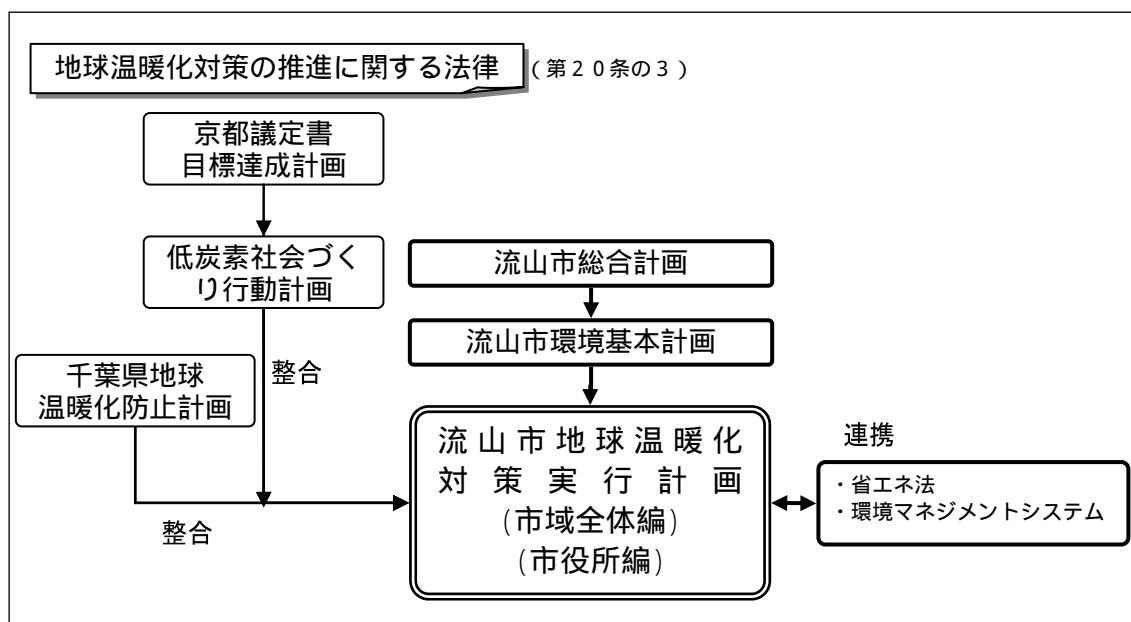 地球温暖化対策の推進に関する法律
(第20条の3)
京都議定書
目標達成計画
低炭素社会づく
り行動計画
流山市総合計画
流山市環境基本計画
千葉県地球
温暖化防止計画
整合
整合
流山市地球温暖化
対策実行計画
(市域全体編)
(市役所編)
連携
・省エネ法
・環境マネジメントシステム